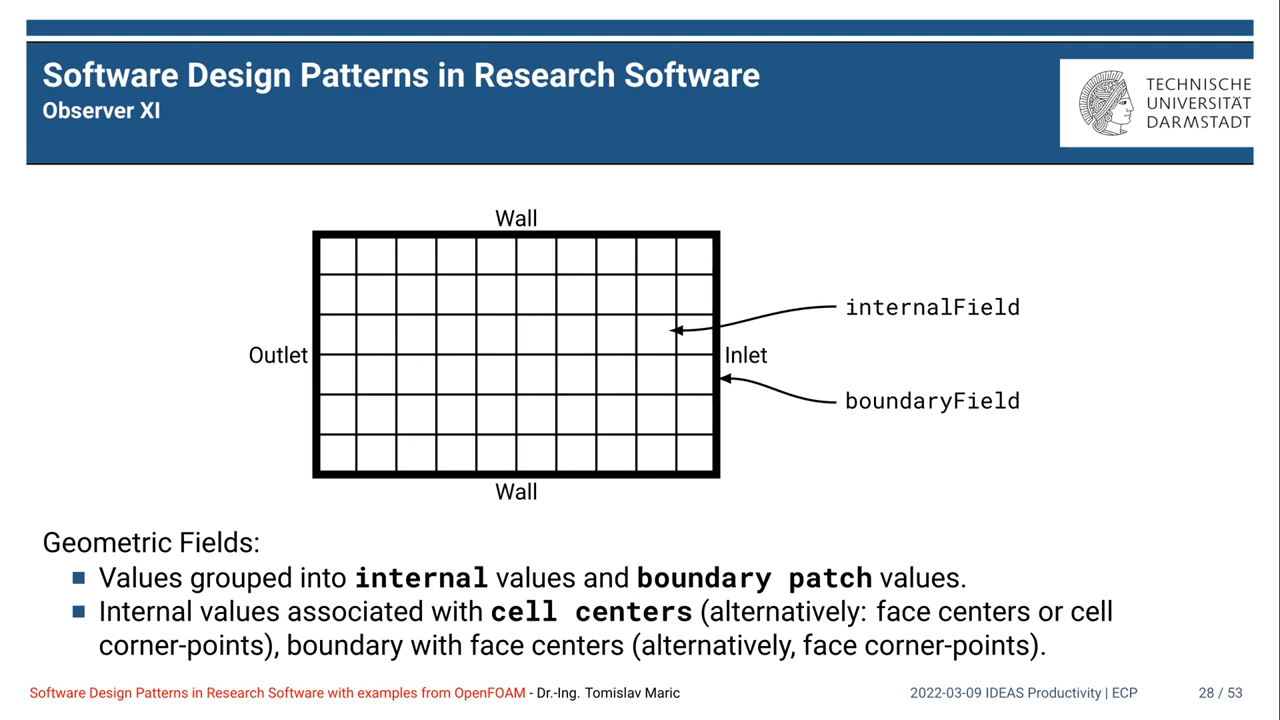 Software Design Patterns in Research Software
Observer XI
TECHNISCHE
UNIVERSITÄT
DARMSTADT
Wall
internalField
Outlet
Inlet
boundaryField
Wall
Geometric Fields:
Values grouped into internal values and boundary patch values.
Internal values associated with cell centers (alternatively: face centers or cell
corner-points), boundary with face centers (alternatively, face corner-points).
Software Design Patterns in Research Software with examples from OpenFOAM - Dr.-Ing. Tomislav Maric
2022-03-09 IDEAS Productivity | ECP
28 / 53